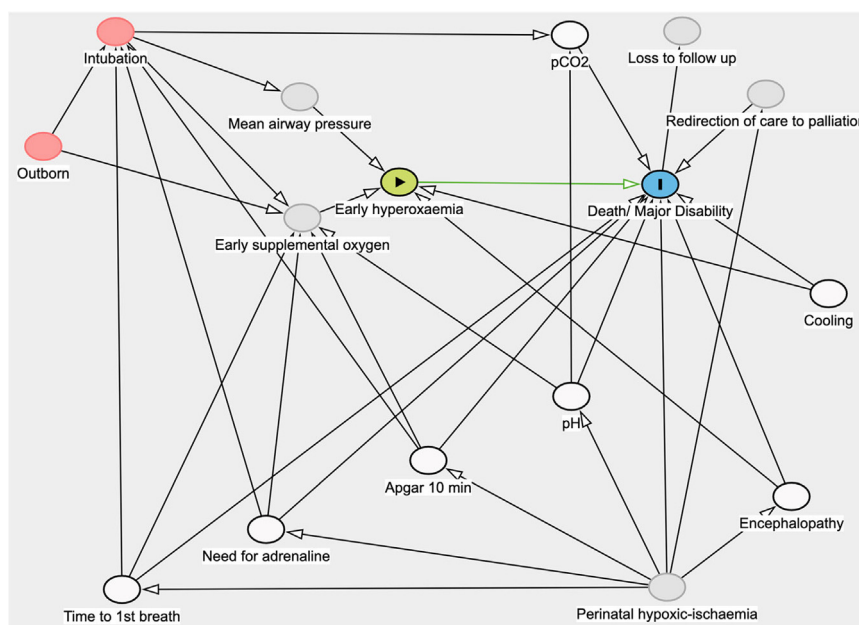 Intubation
pCO2
Loss to follow up
Mean airway pressure
Redirection of care to palliation
Outborn
Early hyperoxaemia
Death/ Major Disability
Early supplemental oxygen
Cooling
pH
Apgar 10 min
Encephalopathy
Need for adrenaline
Time to 1st breath
Perinatal hypoxic-ischaemia